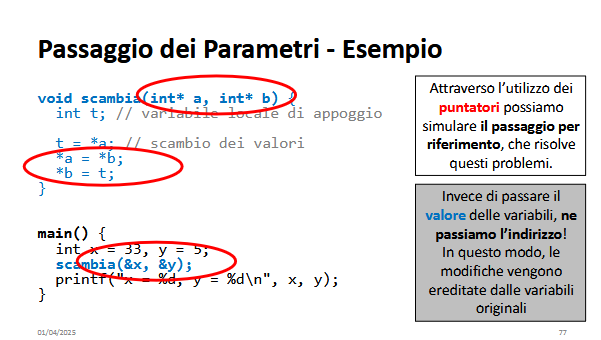 Passaggio dei Parametri - Esempio
void scambia(int* a, int* b) {
int t; // variabile locale di appoggio
t = *a; // scambio dei valori
*a = *b;
*b = t;
}
main() {
int x = 33, y = 5;
scambia(&x, &y);
printf("x = %d, y = %d\n", x, y);
}
Attraverso l'utilizzo dei
puntatori possiamo
simulare il passaggio per
riferimento, che risolve
questi problemi.
Invece di passare il
valore delle variabili, ne
passiamo l'indirizzo!
In questo modo, le
modifiche vengono
ereditate dalle variabili
originali
01/04/2025
77